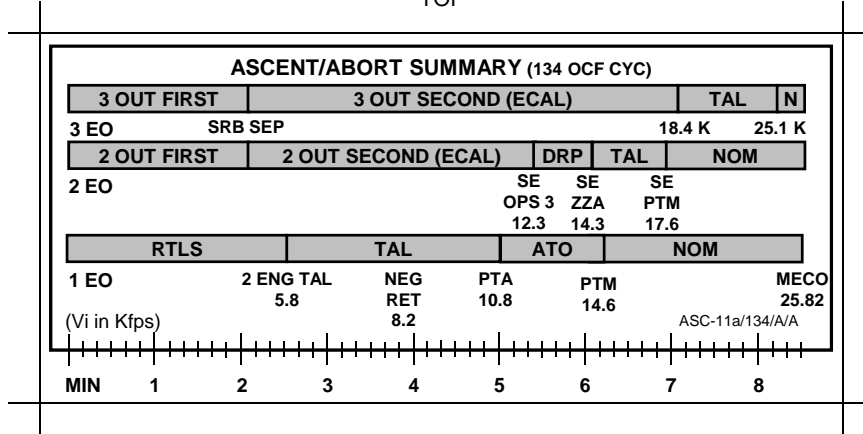 ASCENT/ABORT SUMMARY (134 OCF CYC)
3 OUT FIRST 3 OUT SECOND (ECAL) TAL N
3 EO SRB SEP 18.4 K 25.1 K
2 OUT FIRST 2 OUT SECOND (ECAL) DRP TAL NOM
2 EO SE SE SE
OPS 3 ZZA PTM
12.3 14.3 17.6
RTLS TAL ATO NOM
1 EO 2 ENG TAL NEG PTA PTM MECO
5.8 RET 10.8 14.6 25.82
(Vi in Kfps) 8.2 ASC-11a/134/A/A
MIN 1 2 3 4 5 6 7 8